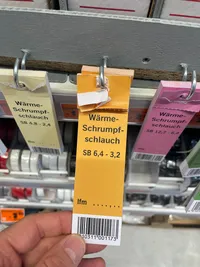 Wärme-
Schrumpf-
schlauch
SB 4,8 - 2,4
Wärme-
Schrumpf-
schlauch
SB 6,4 - 3,2
lfm
Wärme-
Schrumpf-
schlauch